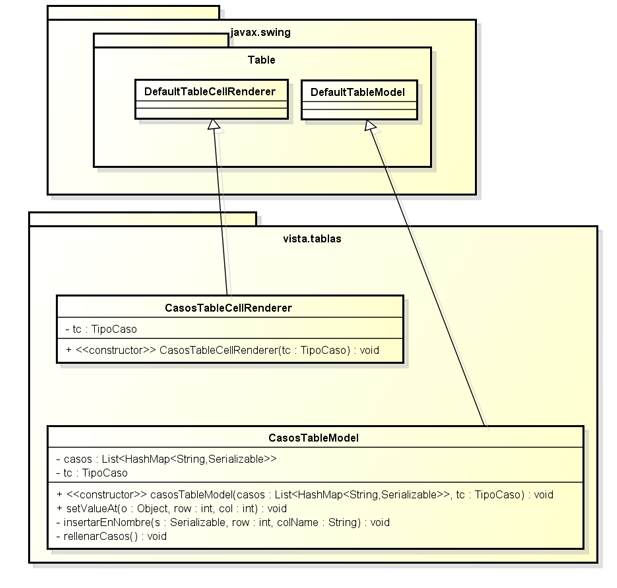 javax.swing
Table
DefaultTableCellRenderer
DefaultTableModel
vista.tablas
CasosTableCellRenderer
- tc : TipoCaso
+ <<constructor>> CasosTableCellRenderer(tc : TipoCaso) : void
CasosTableModel
- casos : List<HashMap<String,Serializable>>
- tc : TipoCaso
+ <<constructor>> casosTableModel(casos : List<HashMap<String,Serializable>>, tc : TipoCaso) : void
+ setValueAt(o : Object, row : int, col : int) : void
- insertarEnNombre(s : Serializable, row : int, colName : String) : void
- rellenarCasos() : void